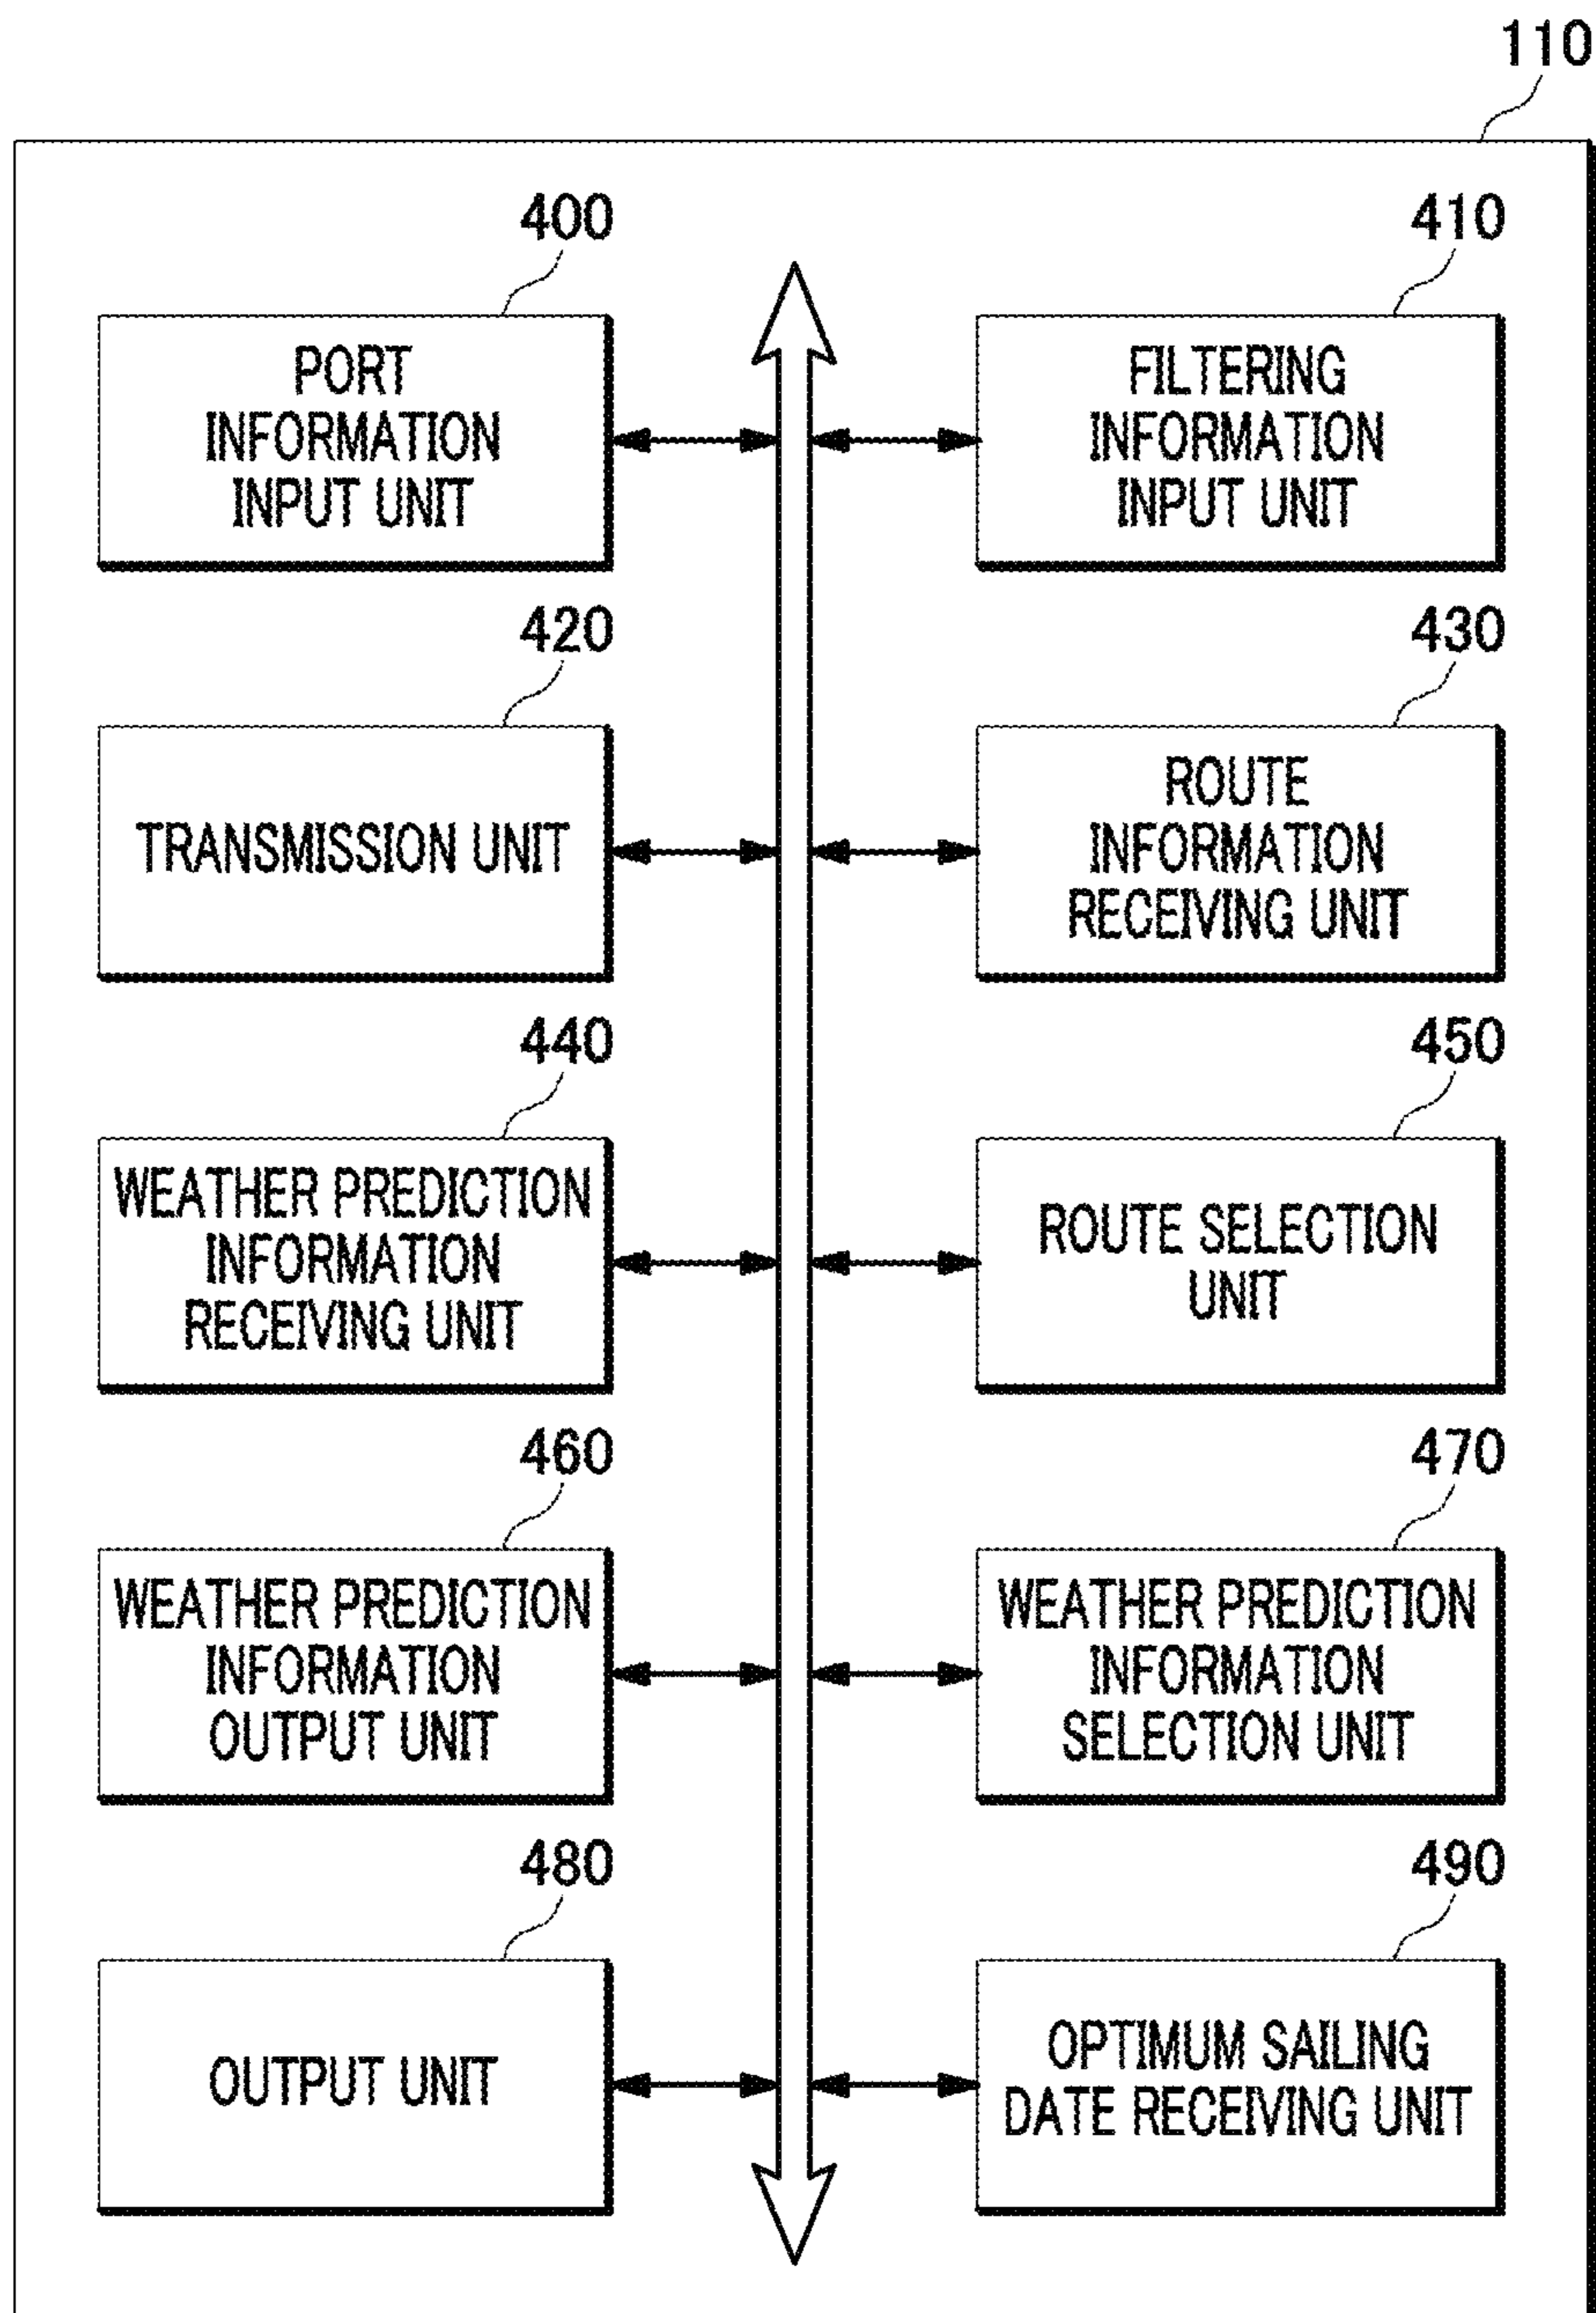 110
400
PORT
INFORMATION
INPUT UNIT
410
FILTERING
INFORMATION
INPUT UNIT
420
TRANSMISSION UNIT
430
ROUTE
INFORMATION
RECEIVING UNIT
440
WEATHER PREDICTION
INFORMATION
RECEIVING UNIT
450
ROUTE SELECTION
UNIT
460
WEATHER PREDICTION
INFORMATION
OUTPUT UNIT
470
WEATHER PREDICTION
INFORMATION
SELECTION UNIT
480
OUTPUT UNIT
490
OPTIMUM SAILING
DATE RECEIVING UNIT